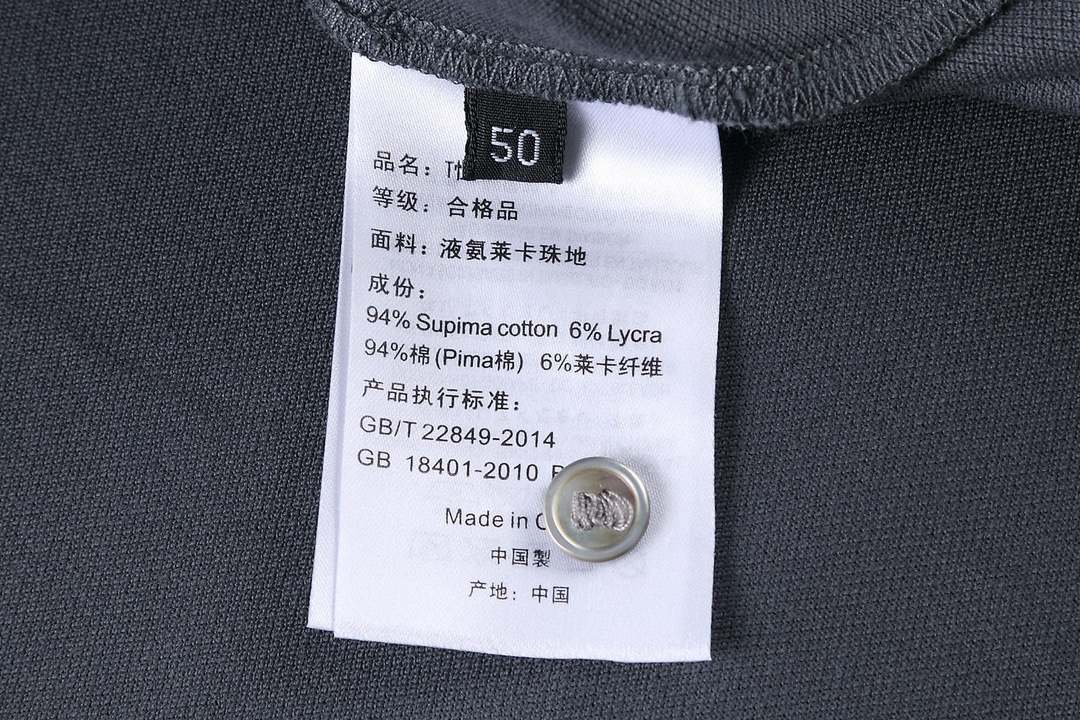 50
品名：T
等级：合格品
面料：液氨莱卡珠地
成份：
94% Supima cotton 6% Lycra
94%棉(Pima棉) 6%莱卡纤维
产品执行标准：
GB/T 22849-2014
GB 18401-2010
Made in
中国製
产地：中国